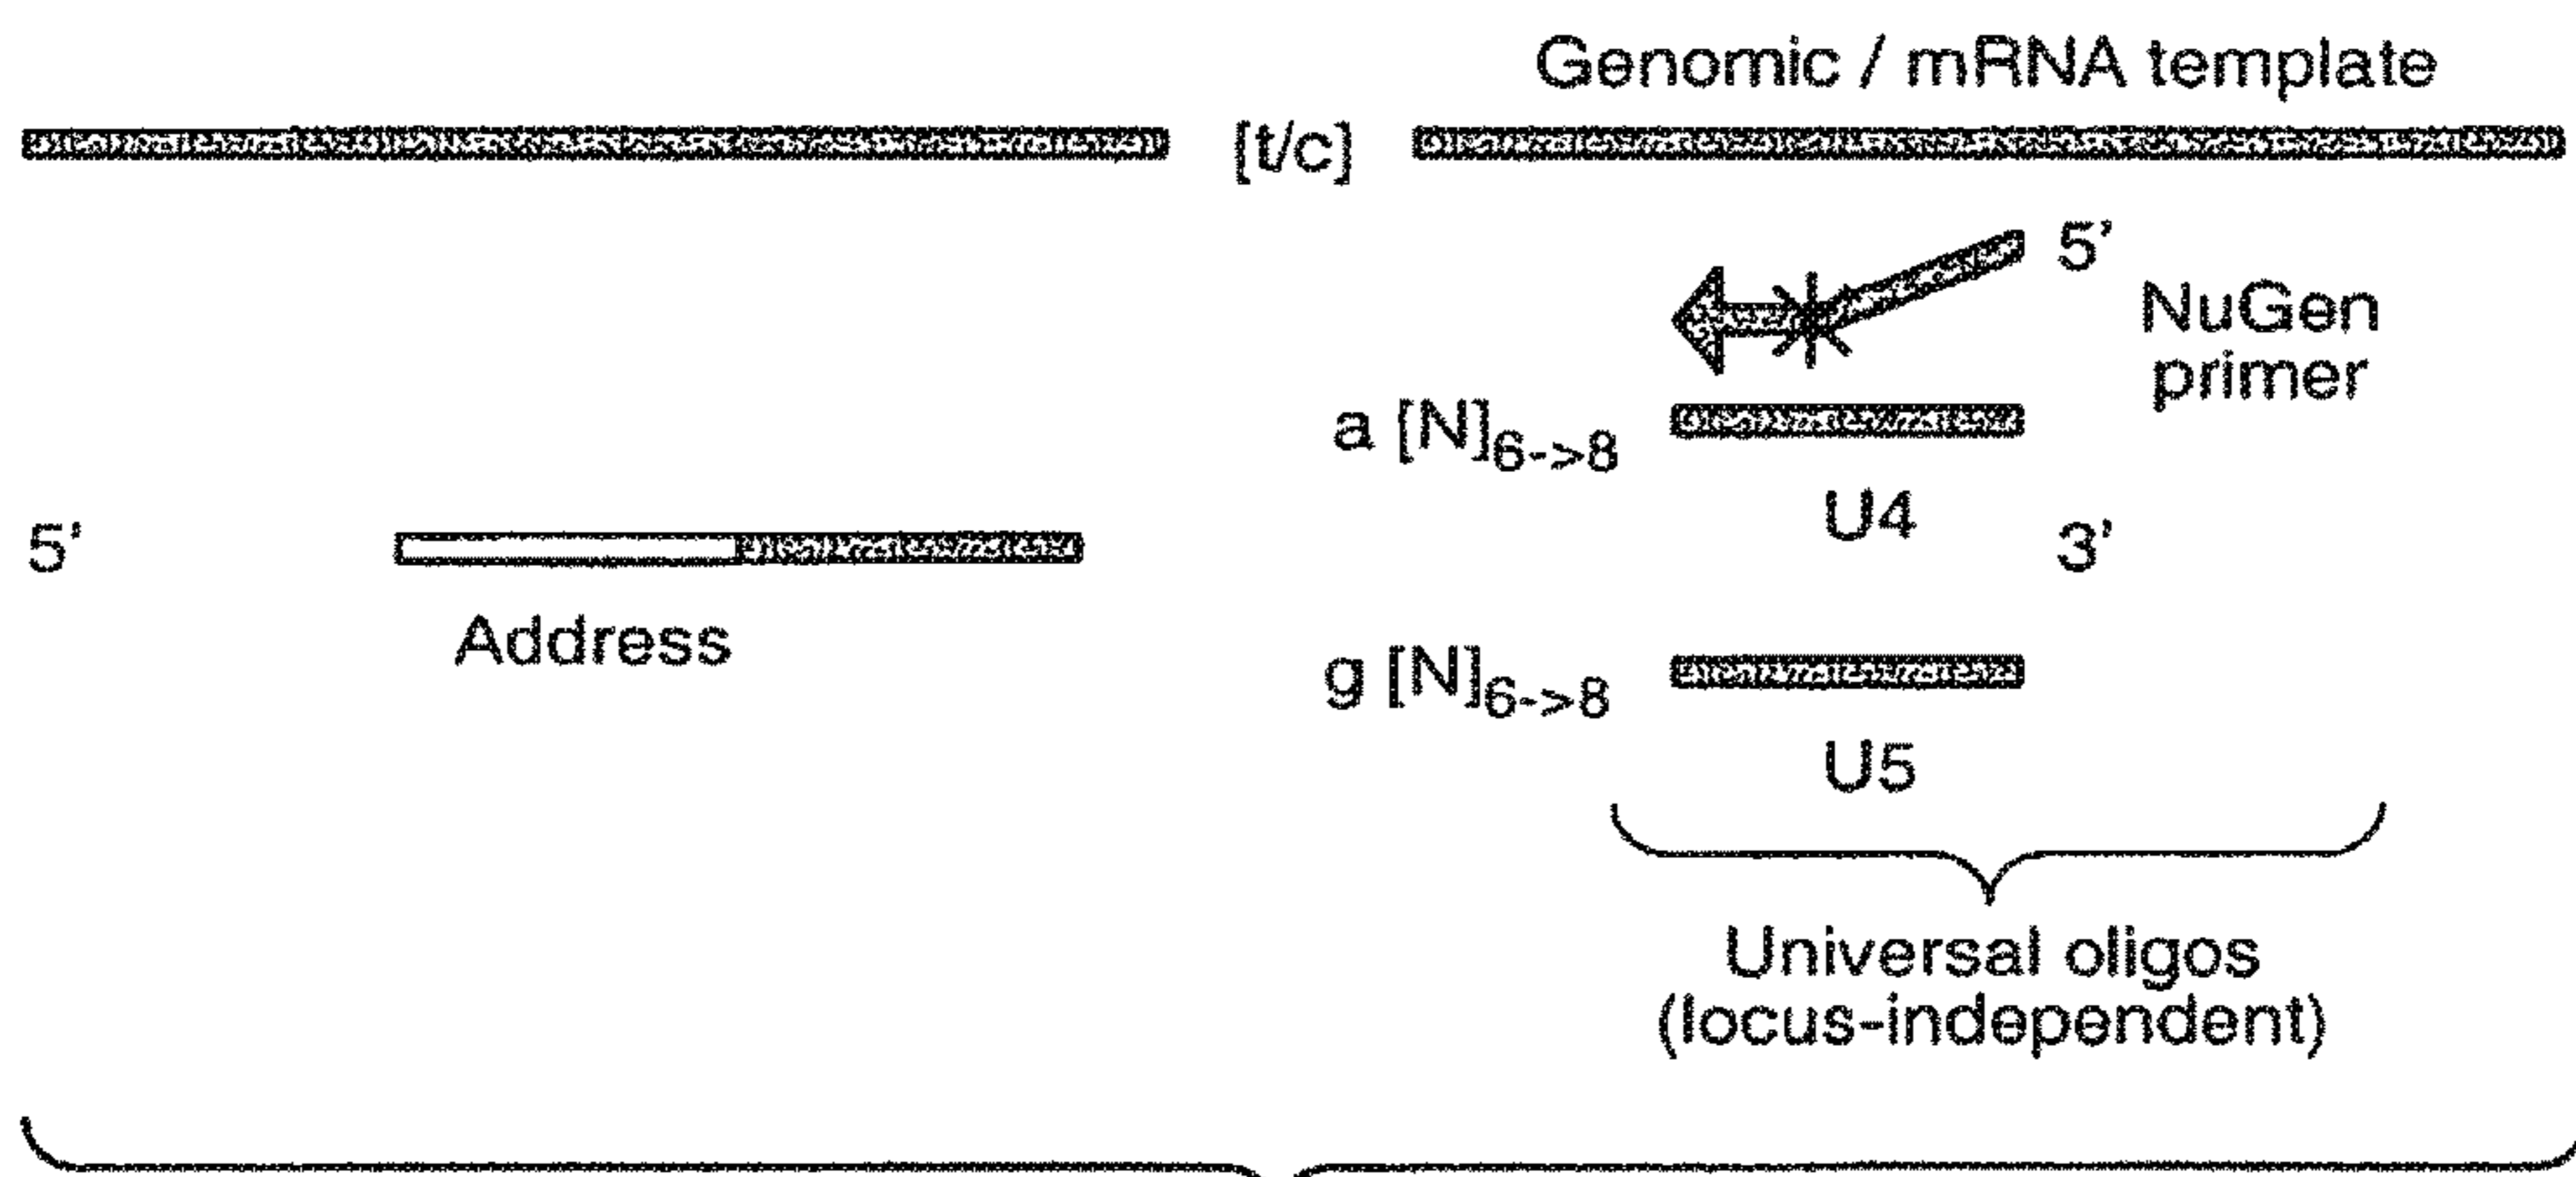 Genomic / mRNA template
[t/c]
5'
NuGen
primer
a [N]6->8
U4
5'
3'
Address
g [N]6->8
U5
Universal oligos
(locus-independent)